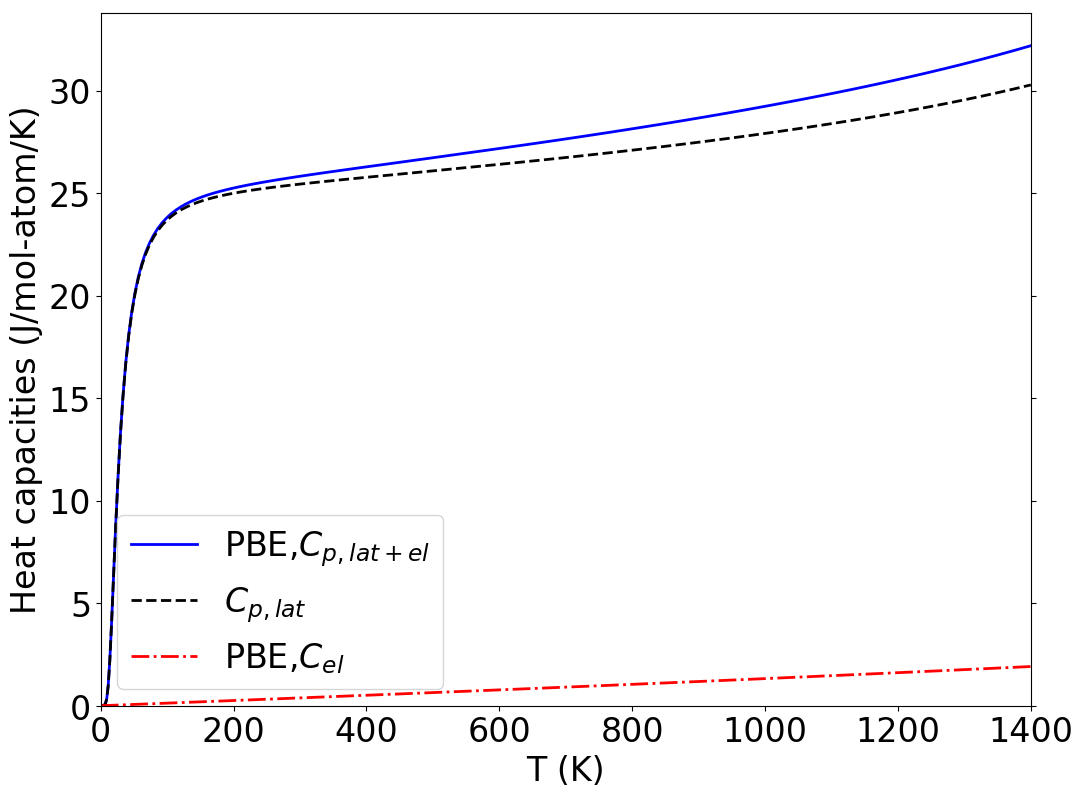 Heat capacities (J/mol-atom/K)
30
25
20
15
10
5
0
PBE,C_{p, lat+el}
C_{p, lat}
PBE,C_{el}
0 200 400 600 800 1000 1200 1400
T (K)